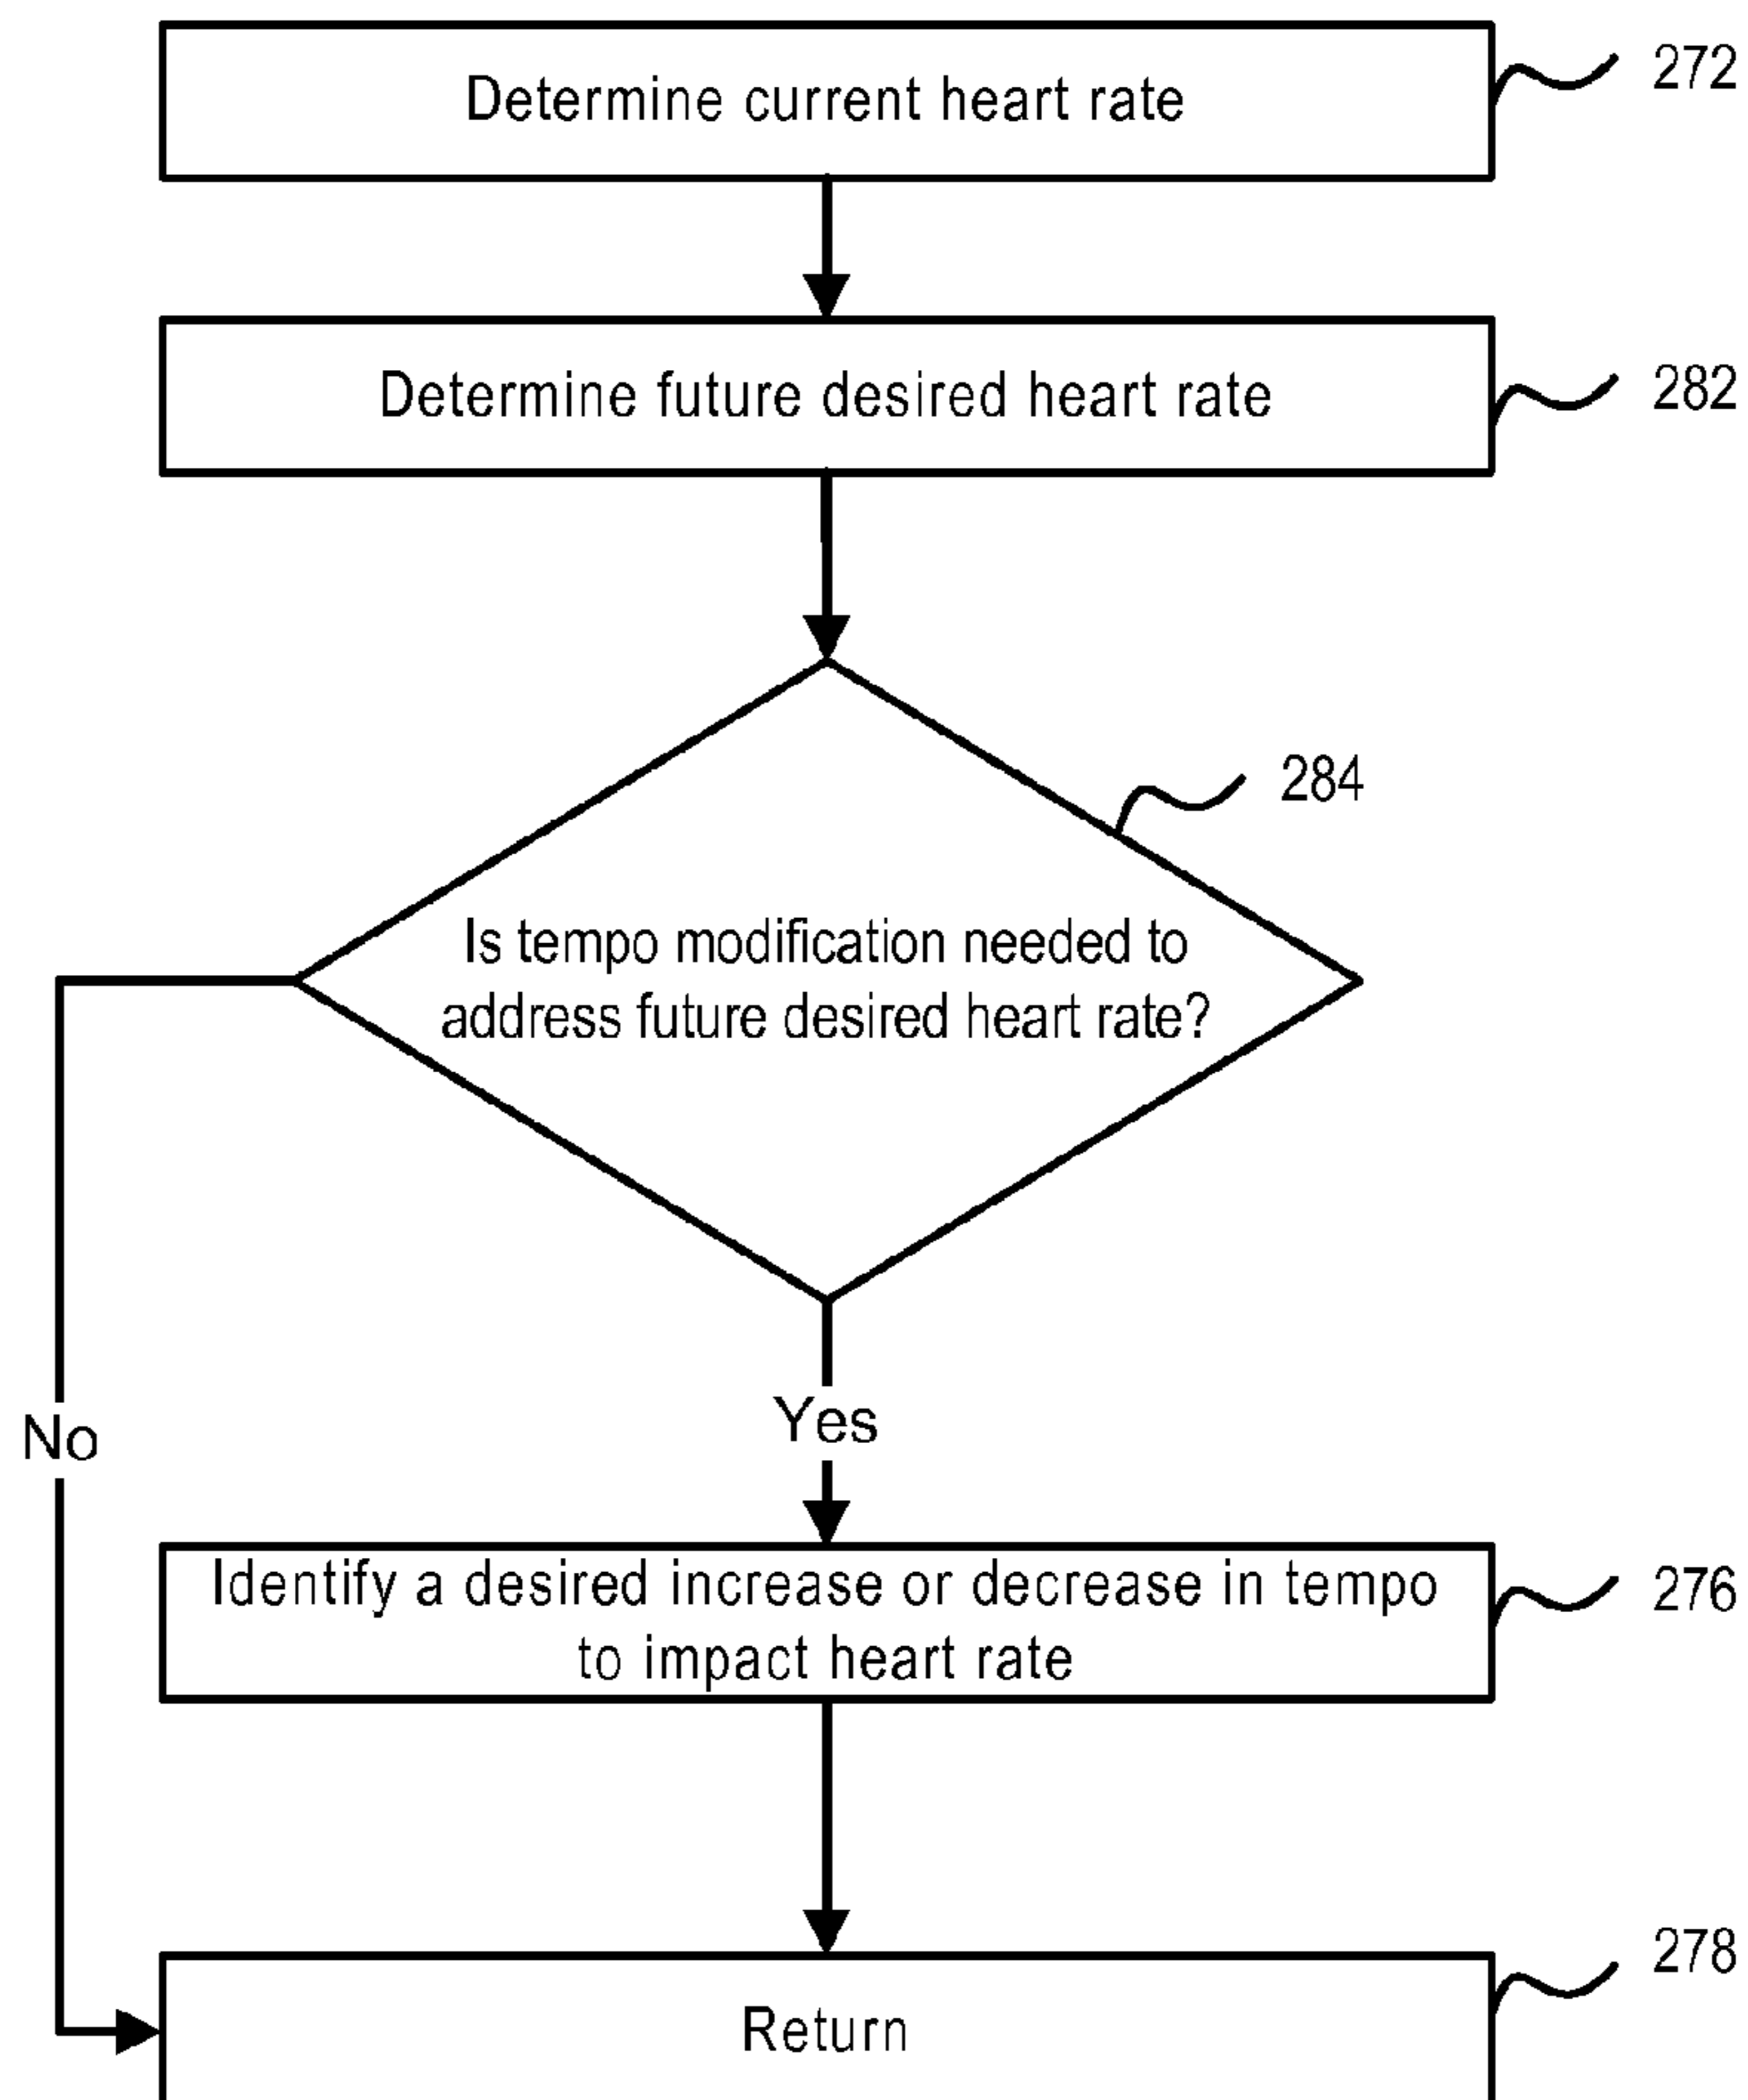 Determine current heart rate
272
Determine future desired heart rate
282
284
Is tempo modification needed to
address future desired heart rate?
No
Yes
Identify a desired increase or decrease in tempo
to impact heart rate
276
278
Return